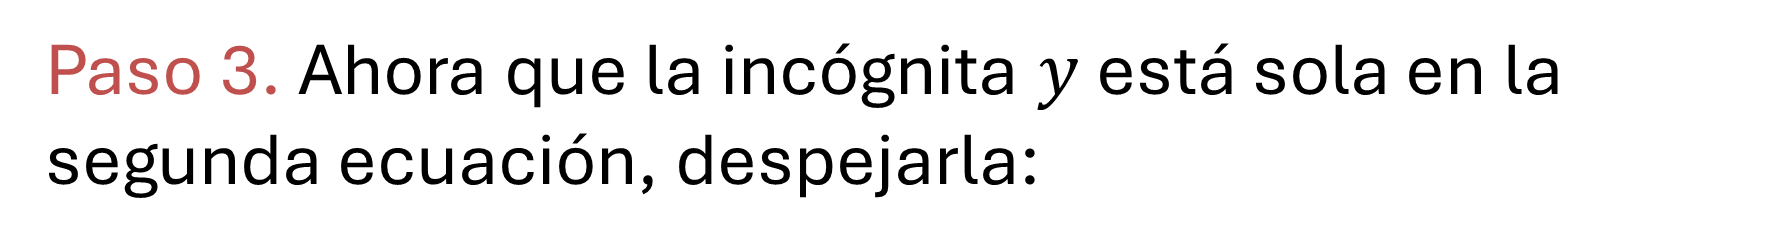 Paso 3. Ahora que la incógnita y está sola en la
segunda ecuación, despejarla: